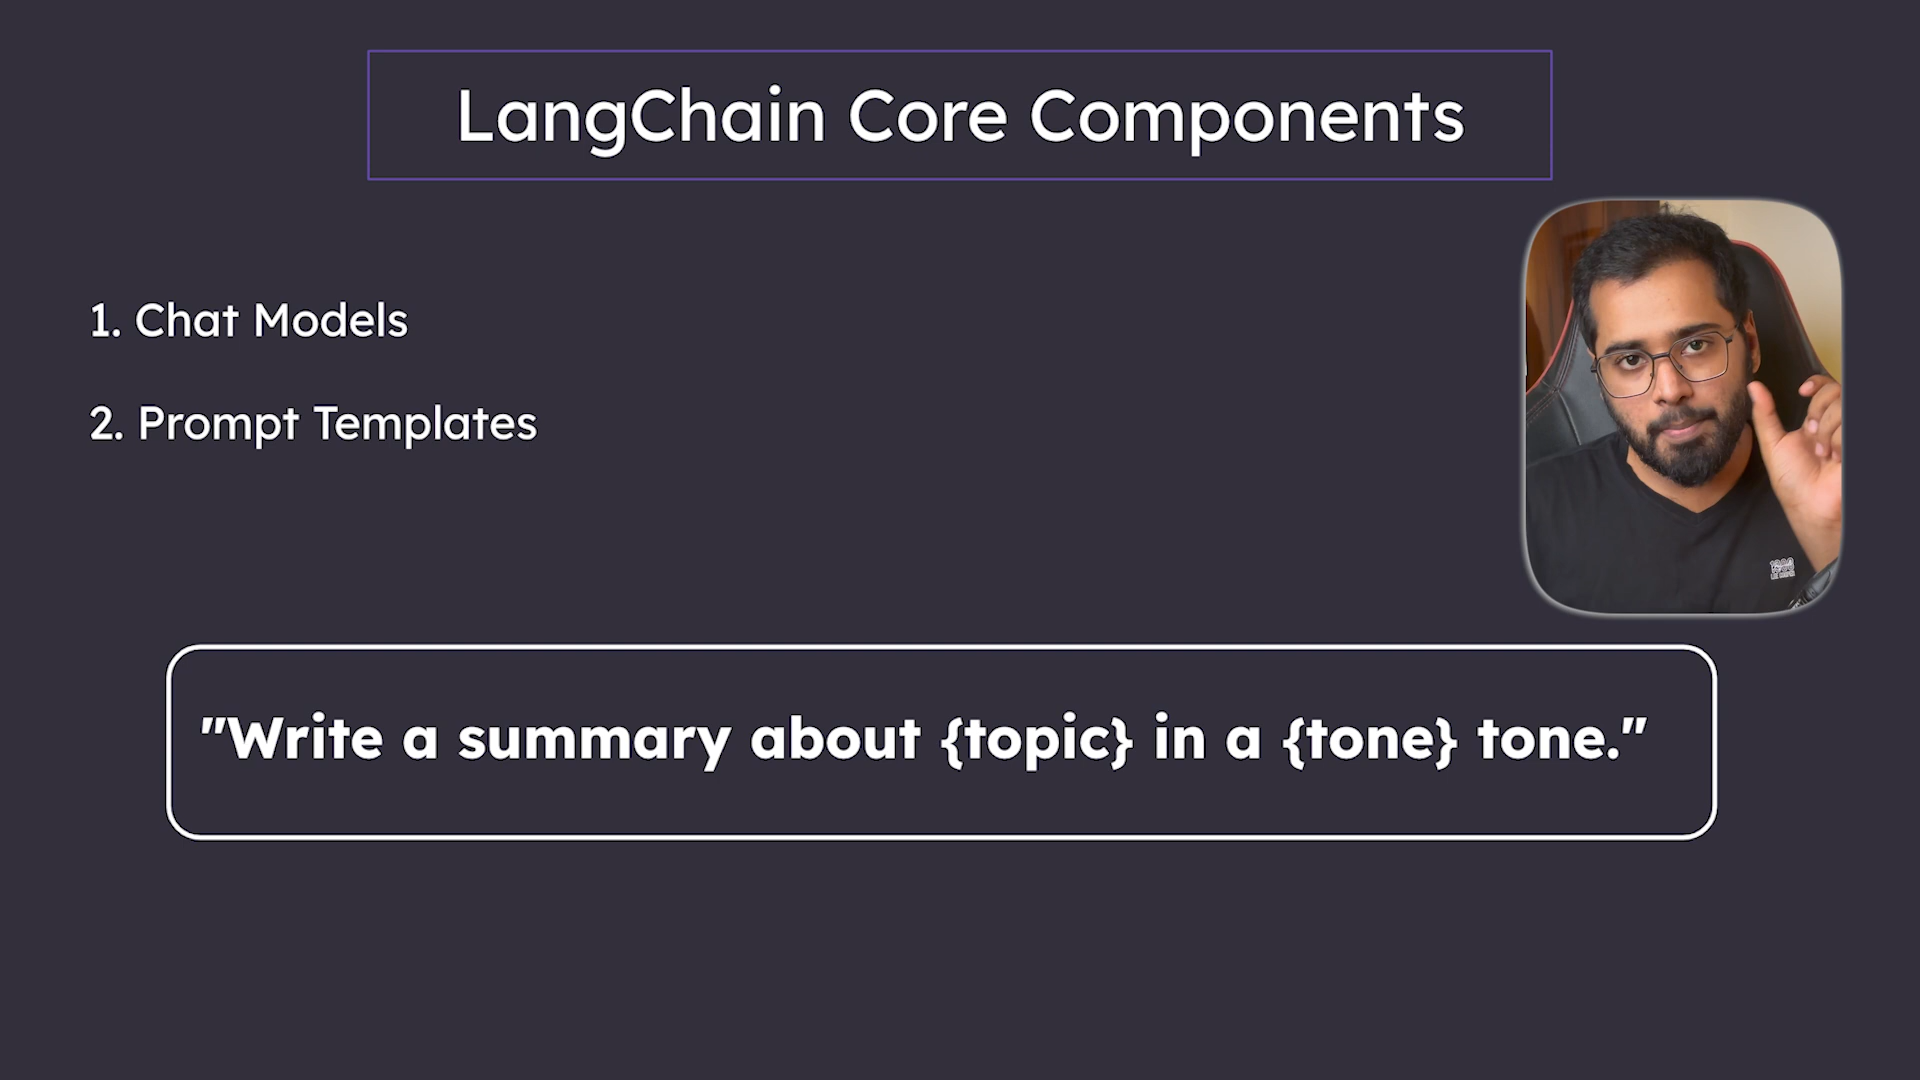 LangChain Core Components
1. Chat Models
2. Prompt Templates
"Write a summary about {topic} in a {tone} tone."